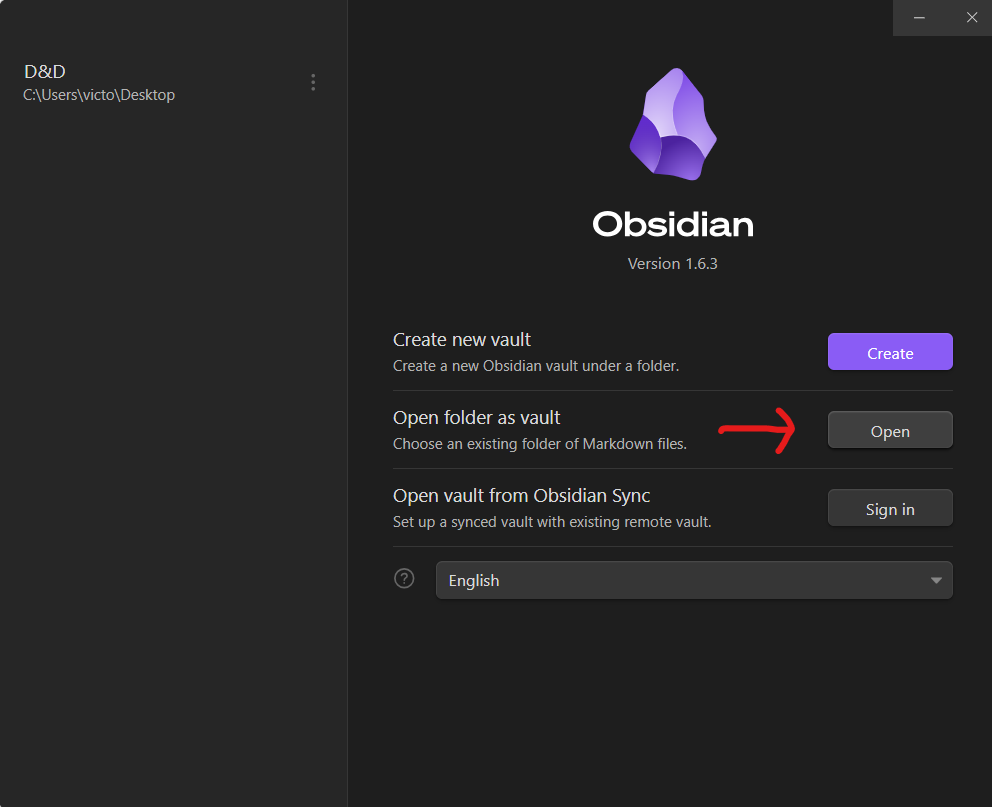 D&D
C:\Users\victo\Desktop
Obsidian
Version 1.6.3
Create new vault
Create a new Obsidian vault under a folder.
Create
Open folder as vault
Choose an existing folder of Markdown files.
Open
Open vault from Obsidian Sync
Set up a synced vault with existing remote vault.
Sign in
?
English